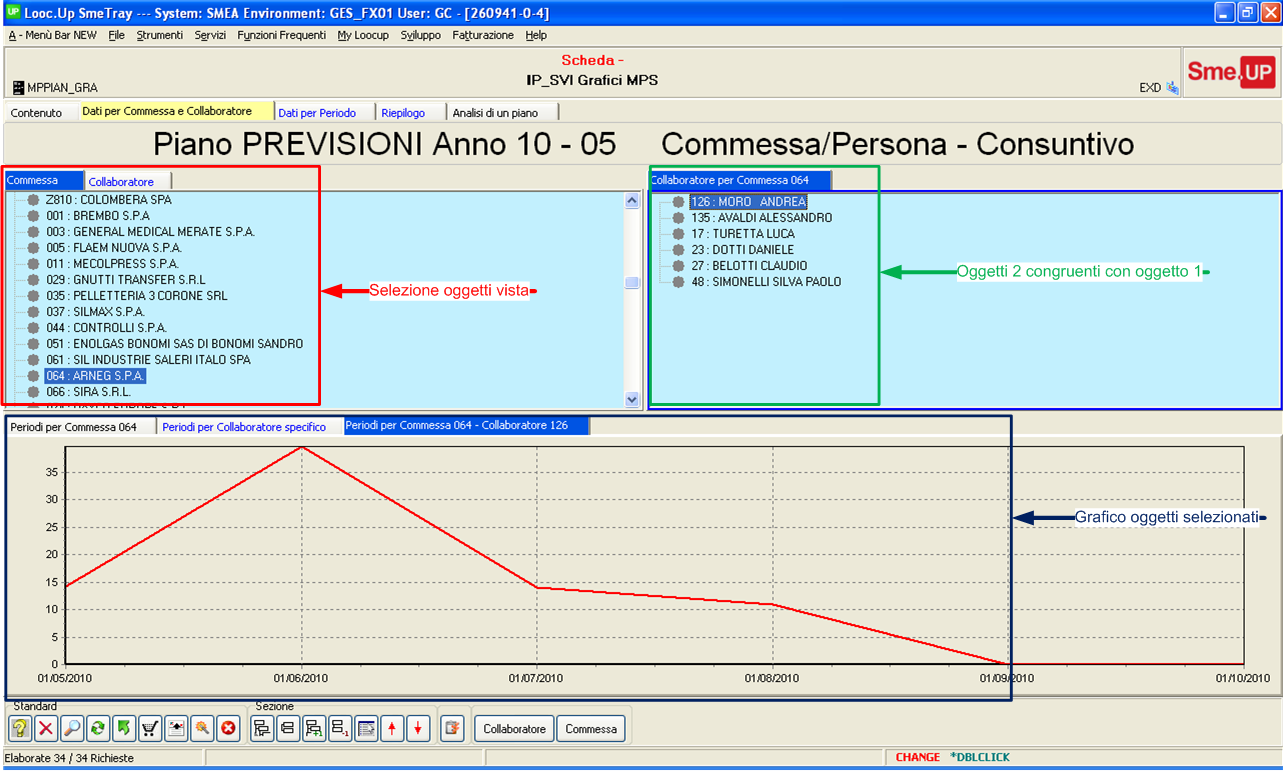 Looc.Up SmeTray --- System: SMEA Environment: GES_FX01 User: GC - [260941-0-4]
A - Menù Bar NEW File Strumenti Servizi Funzioni Frequenti My Loocup Sviluppo Fatturazione Help
Scheda -
IP_SVI Grafici MPS
MPPIAN_GRA
EXD
Sme.UP
Contenuto Dati per Commessa e Collaboratore Dati per Periodo Riepilogo Analisi di un piano
Piano PREVISIONI Anno 10 - 05 Commessa/Persona - Consuntivo
Commessa Collaboratore
Z810 : COLOMBERA SPA
001 : BREMBO S.P.A
003 : GENERAL MEDICAL MERATE S.P.A.
005 : FLAEM NUOVA S.P.A.
011 : MECOLPRESS S.P.A.
029 : GNUTTI TRANSFER S.R.L
035 : PELLETTERIA 3 CORONE SRL
037 : SILMAX S.P.A.
044 : CONTROLLI S.P.A.
051 : ENOLGAS BONOMI SAS DI BONOMI SANDRO
061 : SIL INDUSTRIE SALERI ITALO SPA
064 : ARNEG S.P.A.
066 : SIRA S.R.L.
Selezione oggetti vista
Collaboratore per Commessa 064
126 : MORO ANDREA
135 : AVALDI ALESSANDRO
17 : TURETTA LUCA
23 : DOTTI DANIELE
27 : BELOTTI CLAUDIO
48 : SIMONELLI SILVA PAOLO
Oggetti 2 congruenti con oggetto 1
Periodi per Commessa 064 Periodi per Collaboratore specifico Periodi per Commessa 064 - Collaboratore 126
35
30
25
20
15
10
5
0
01/05/2010 01/06/2010 01/07/2010 01/08/2010 01/09/2010 01/10/2010
Grafico oggetti selezionati
Standard Sezione
Collaboratore Commessa
Elaborate 34 / 34 Richieste
CHANGE *DBLCLICK